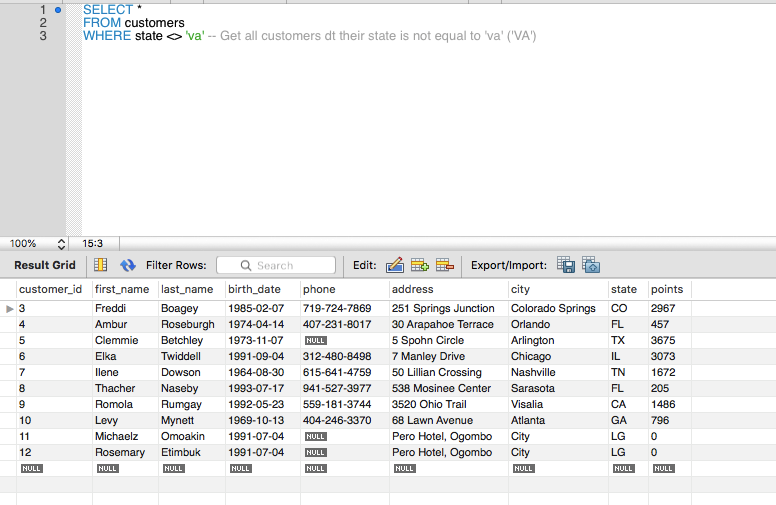 1 SELECT *
2 FROM customers
3 WHERE state <> 'va' -- Get all customers dt their state is not equal to 'va' ('VA')
100% 15:3
Result Grid Filter Rows: Search Edit: Export/Import:
customer_id first_name last_name birth_date phone address city state points
3 Freddi Boagey 1985-02-07 719-724-7869 251 Springs Junction Colorado Springs CO 2967
4 Ambur Roseburgh 1974-04-14 407-231-8017 30 Arapahoe Terrace Orlando FL 457
5 Clemmie Betchley 1973-11-07 NULL 5 Spohn Circle Arlington TX 3675
6 Elka Twiddell 1991-09-04 312-480-8498 7 Manley Drive Chicago IL 3073
7 Ilene Dowson 1964-08-30 615-641-4759 50 Lillian Crossing Nashville TN 1672
8 Thacher Naseby 1993-07-17 941-527-3977 538 Mosinee Center Sarasota FL 205
9 Romola Rumgay 1992-05-23 559-181-3744 3520 Ohio Trail Visalia CA 1486
10 Levy Mynett 1969-10-13 404-246-3370 68 Lawn Avenue Atlanta GA 796
11 Michaelz Omoakin 1991-07-04 NULL Pero Hotel, Ogombo City LG 0
12 Rosemary Etimbuk 1991-07-04 NULL Pero Hotel, Ogombo City LG 0
NULL NULL NULL NULL NULL NULL NULL NULL NULL